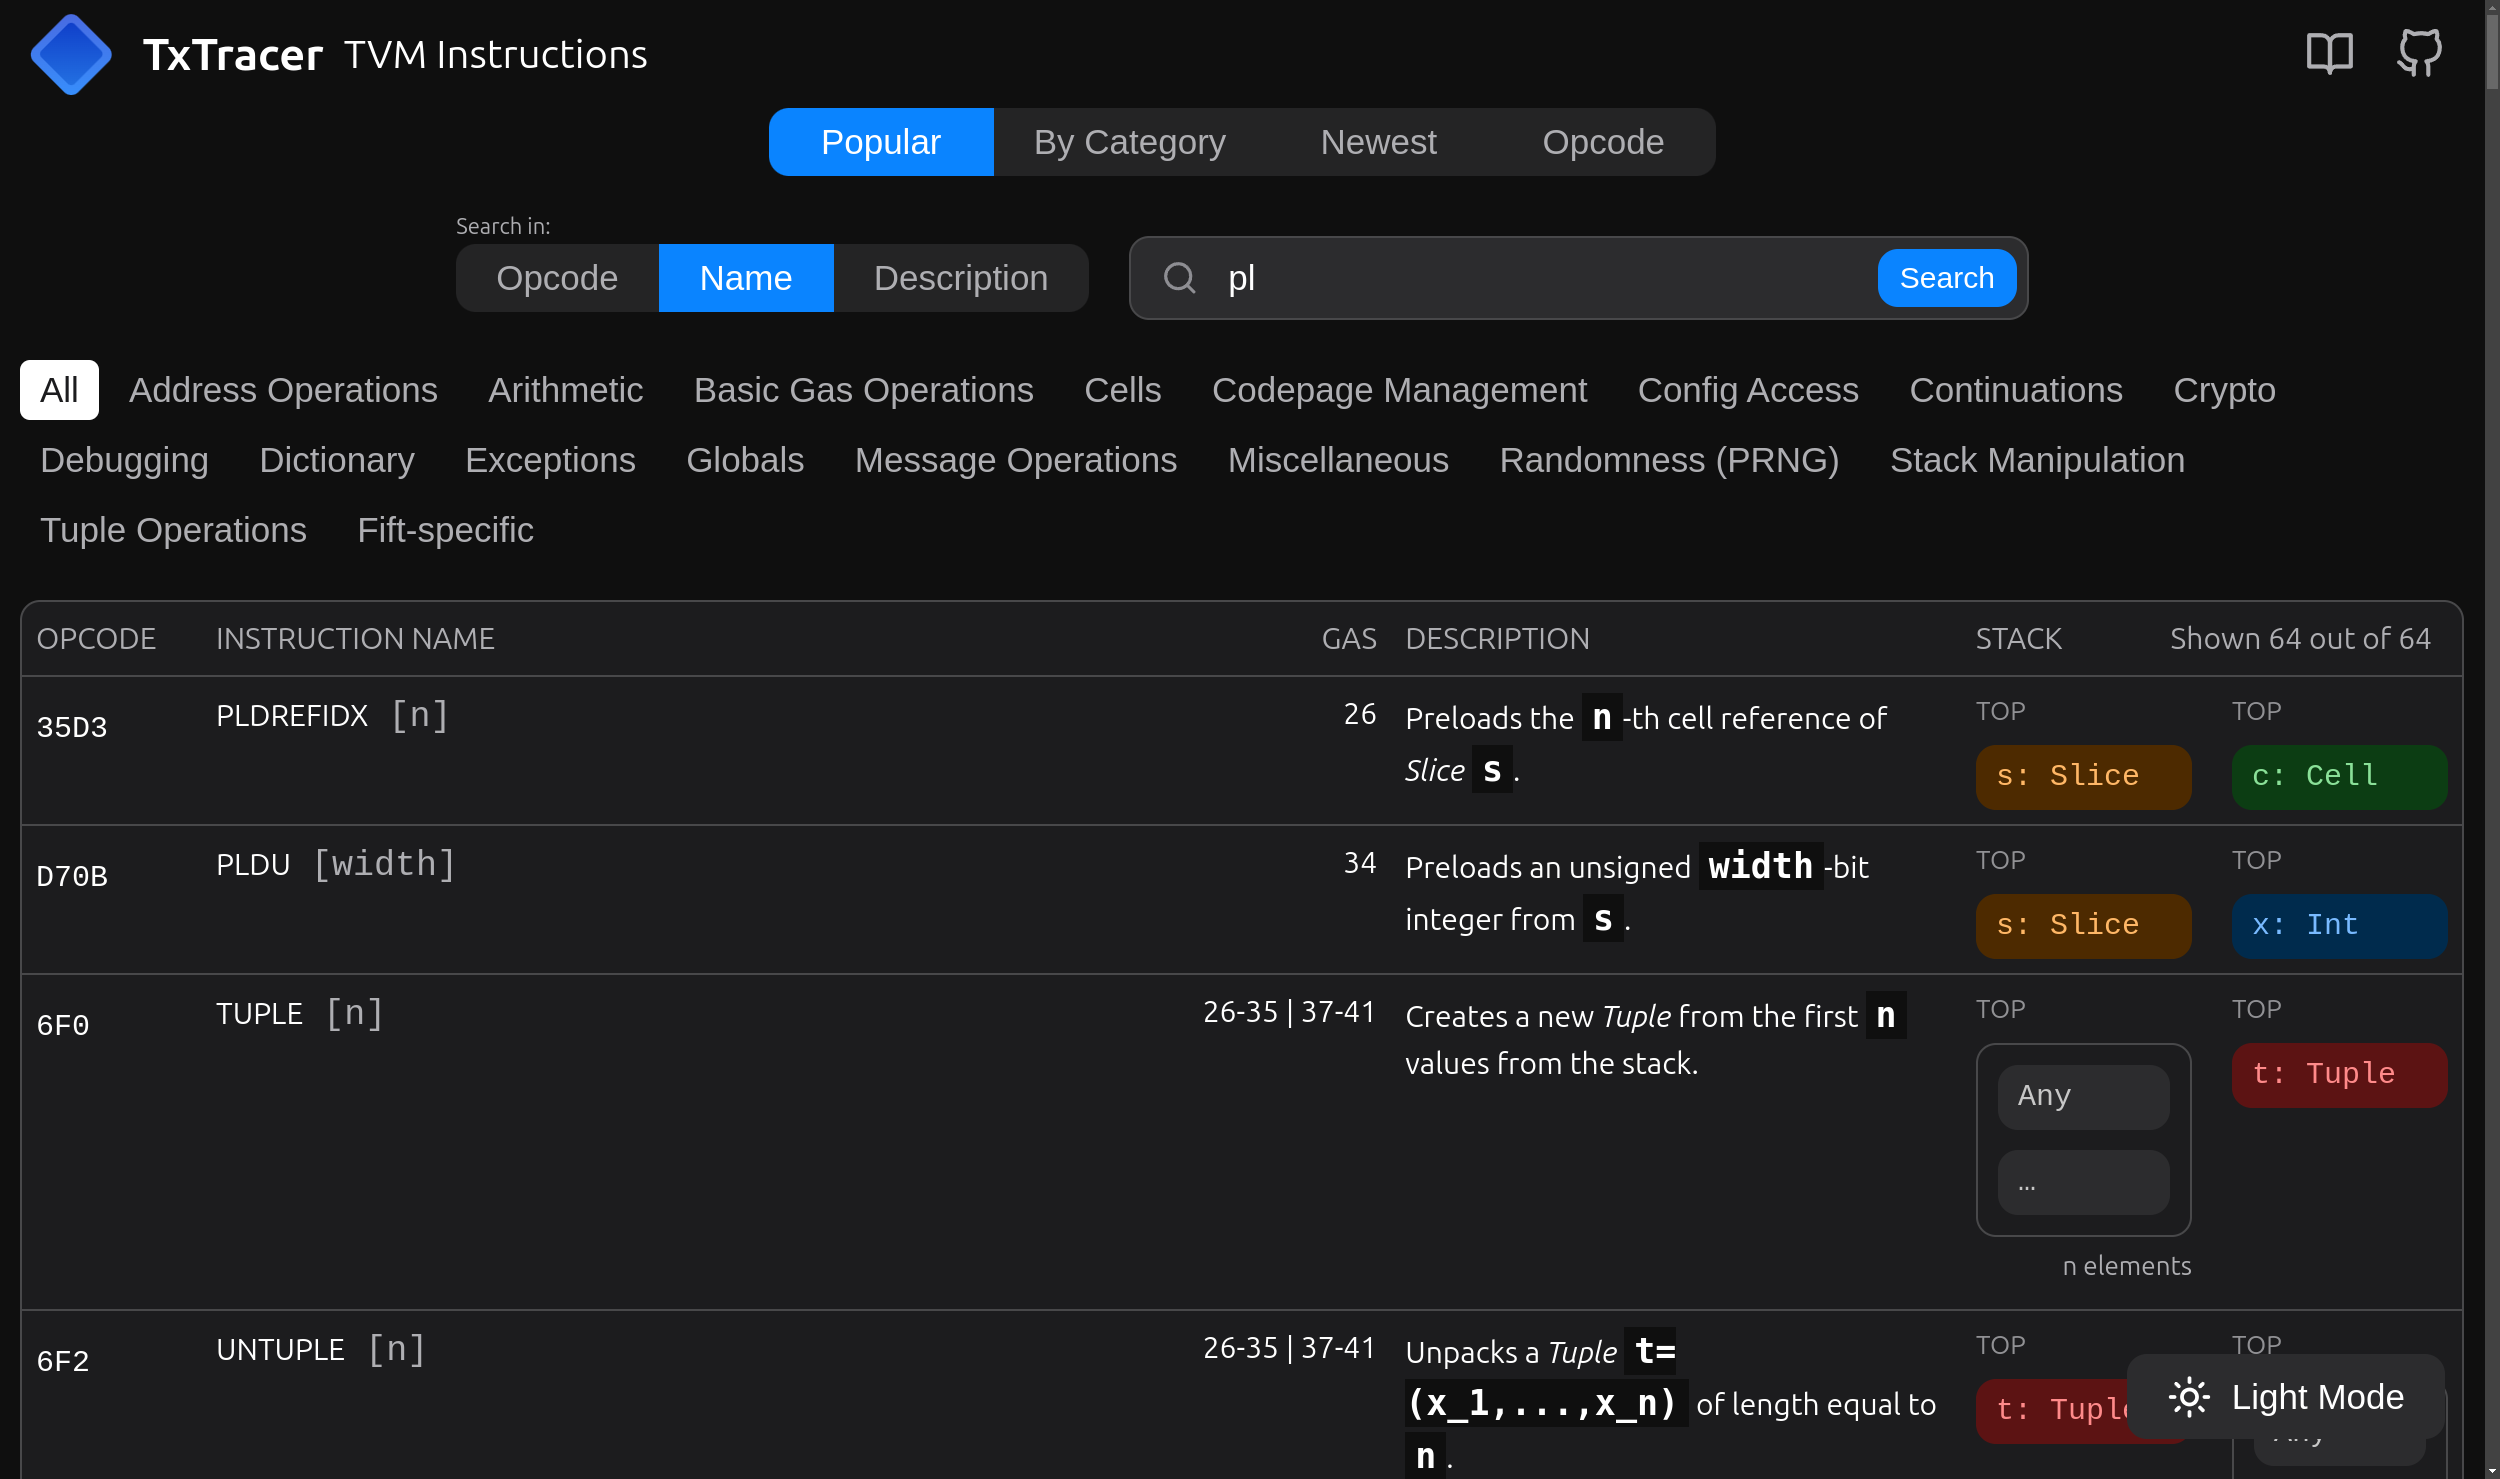 TxTracer TVM Instructions
Popular By Category Newest Opcode
Search in:
Opcode Name Description pl Search
All Address Operations Arithmetic Basic Gas Operations Cells Codepage Management Config Access Continuations Crypto
Debugging Dictionary Exceptions Globals Message Operations Miscellaneous Randomness (PRNG) Stack Manipulation
Tuple Operations Fift-specific
OPCODE INSTRUCTION NAME GAS DESCRIPTION STACK Shown 64 out of 64
35D3 PLDREFIDX [n] 26 Preloads the n-th cell reference of TOP TOP
Slice s. s: Slice c: Cell
D70B PLDU [width] 34 Preloads an unsigned width-bit TOP TOP
integer from s. s: Slice x: Int
6F0 TUPLE [n] 26-35 | 37-41 Creates a new Tuple from the first n TOP TOP
values from the stack. Any t: Tuple
…
n elements
6F2 UNTUPLE [n] 26-35 | 37-41 Unpacks a Tuple t= TOP TOP
(x_1,...,x_n) of length equal to t: Tuple Light Mode
n.